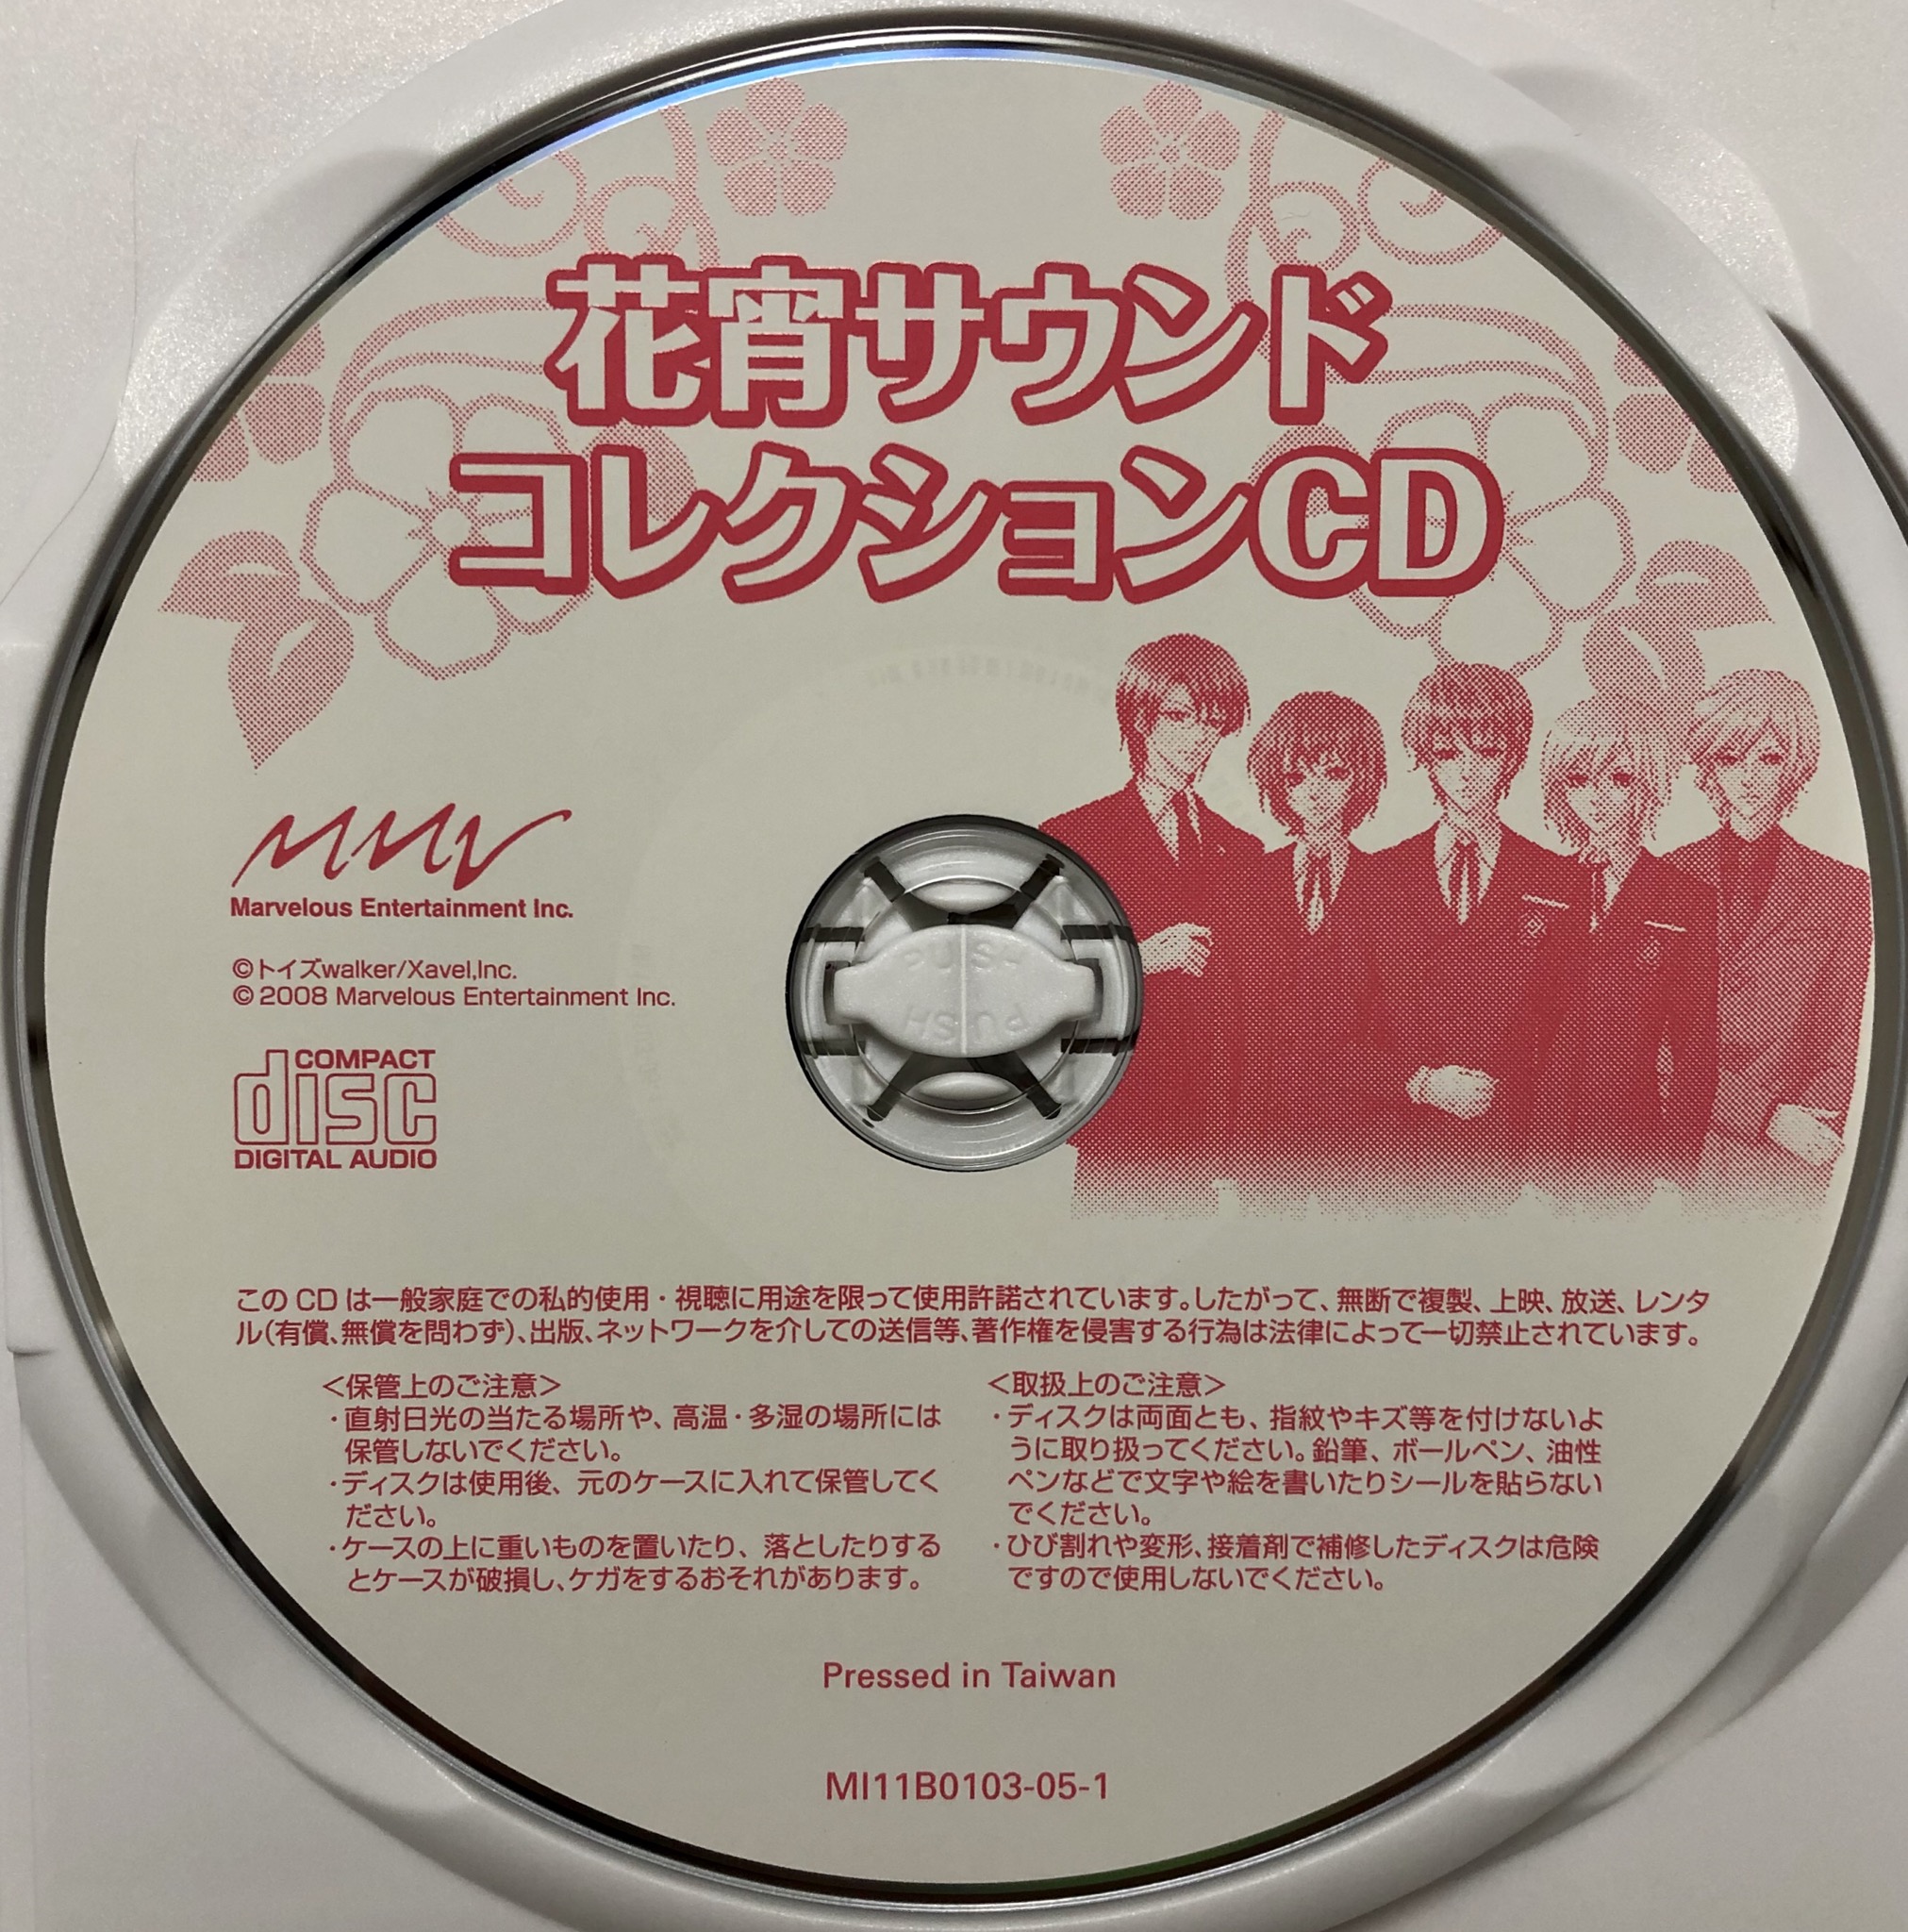 花宵サウンド
コレクションCD
MMV
Marvelous Entertainment Inc.
©トイズwalker/Xavel,Inc.
© 2008 Marvelous Entertainment Inc.
COMPACT
disc
DIGITAL AUDIO
PUSH
PUSH
この CD は一般家庭での私的使用・視聴に用途を限って使用許諾されています。したがって、無断で複製、上映、放送、レンタ
ル(有償、無償を問わず)、出版、ネットワークを介しての送信等、著作権を侵害する行為は法律によって一切禁止されています。
＜保管上のご注意＞
・直射日光の当たる場所や、高温・多湿の場所には
保管しないでください。
・ディスクは使用後、元のケースに入れて保管してく
ださい。
・ケースの上に重いものを置いたり、落としたりする
とケースが破損し、ケガをするおそれがあります。
＜取扱上のご注意＞
・ディスクは両面とも、指紋やキズ等を付けないよ
うに取り扱ってください。鉛筆、ボールペン、油性
ペンなどで文字や絵を書いたりシールを貼らない
でください。
・ひび割れや変形、接着剤で補修したディスクは危険
ですので使用しないでください。
Pressed in Taiwan
MI11B0103-05-1